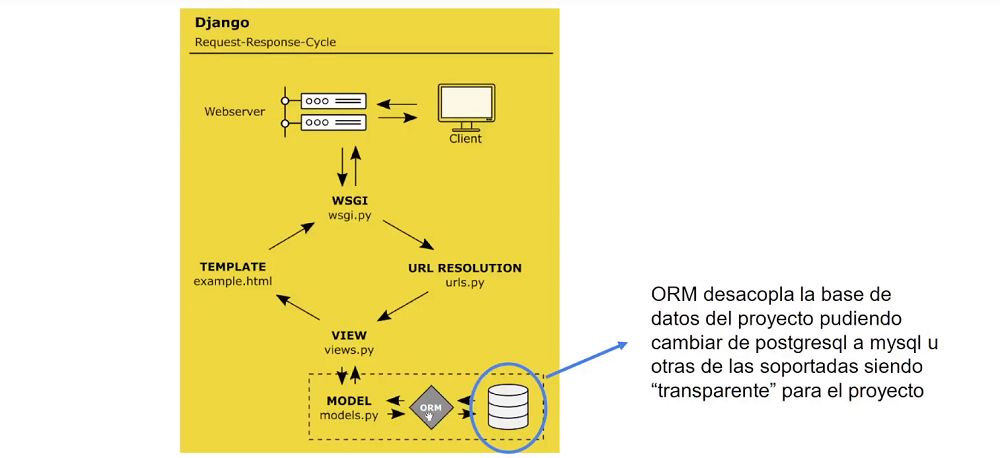 Django
Request-Response-Cycle
Webserver
Client
WSGI
wsgi.py
TEMPLATE
example.html
URL RESOLUTION
urls.py
VIEW
views.py
MODEL
models.py
ORM
ORM desacopla la base de
datos del proyecto pudiendo
cambiar de postgresql a mysql u
otras de las soportadas siendo
“transparente” para el proyecto